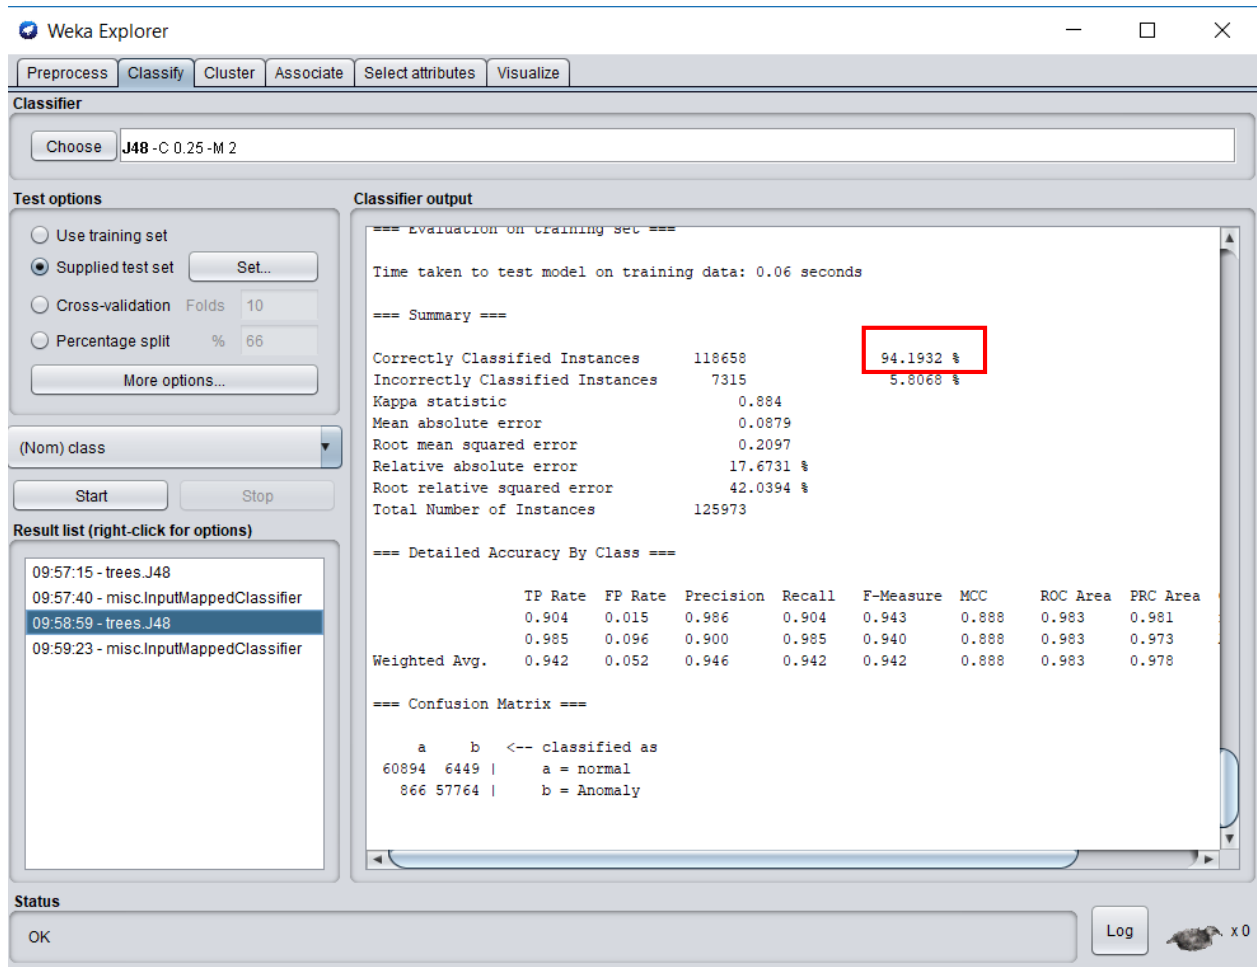 Weka Explorer
Preprocess Classify Cluster Associate Select attributes Visualize
Classifier
Choose J48 -C 0.25 -M 2
Test options
Use training set
Supplied test set Set...
Cross-validation Folds 10
Percentage split % 66
More options...
(Nom) class
Start Stop
Result list (right-click for options)
09:57:15 - trees.J48
09:57:40 - misc.InputMappedClassifier
09:58:59 - trees.J48
09:59:23 - misc.InputMappedClassifier
Classifier output
=== Evaluation on training set ===
Time taken to test model on training data: 0.06 seconds
=== Summary ===
Correctly Classified Instances 118658 94.1932 %
Incorrectly Classified Instances 7315 5.8068 %
Kappa statistic 0.884
Mean absolute error 0.0879
Root mean squared error 0.2097
Relative absolute error 17.6731 %
Root relative squared error 42.0394 %
Total Number of Instances 125973
=== Detailed Accuracy By Class ===
TP Rate FP Rate Precision Recall F-Measure MCC ROC Area PRC Area
0.904 0.015 0.986 0.904 0.943 0.888 0.983 0.981
0.985 0.096 0.900 0.985 0.940 0.888 0.983 0.973
Weighted Avg. 0.942 0.052 0.946 0.942 0.942 0.888 0.983 0.978
=== Confusion Matrix ===
a b <-- classified as
60894 6449 | a = normal
866 57764 | b = Anomaly
Status
OK
Log x 0